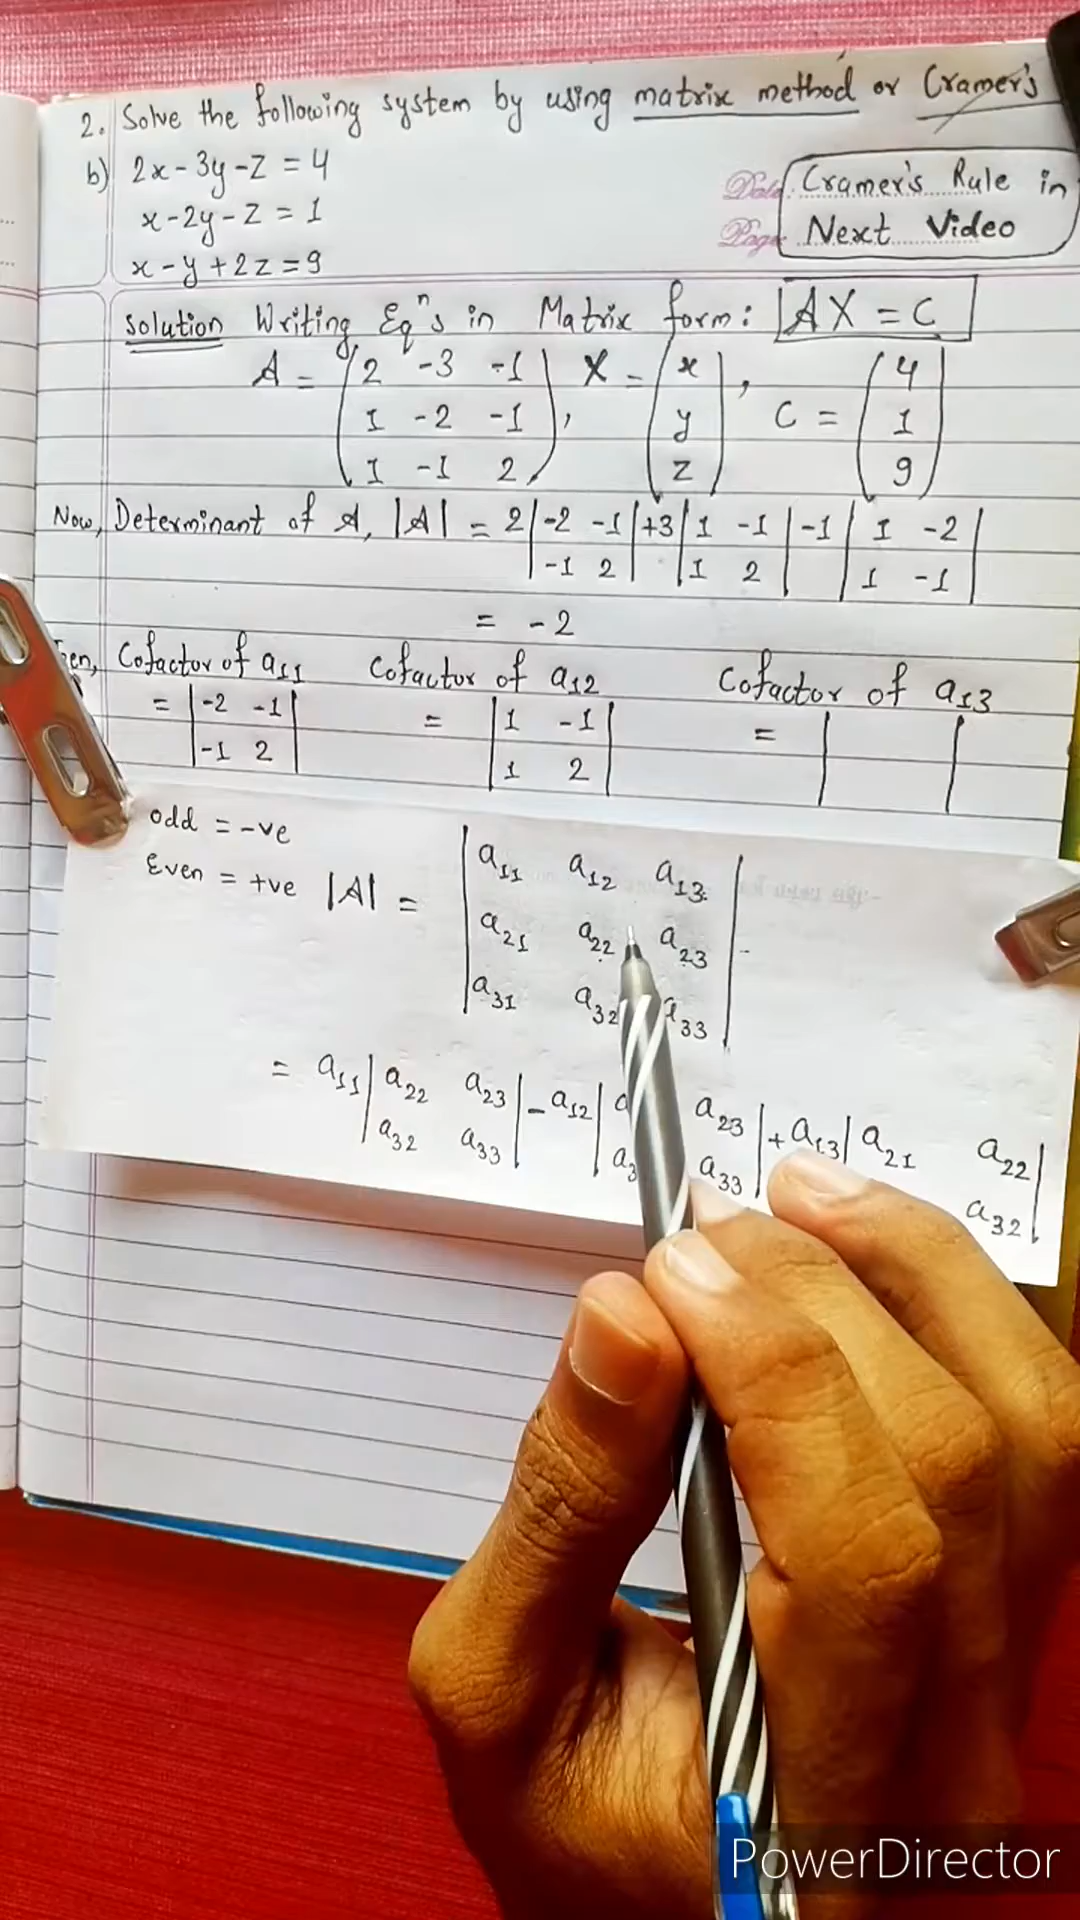 2. Solve the following system by using matrix method or Cramer's
b) 2x - 3y - z = 4
x - 2y - z = 1
x - y + 2z = 9
Date:
Page:
Cramer's Rule in
Next Video
Solution Writing Eqⁿs in Matrix form: AX = C
A = (2 -3 -1), X = (x), C = (4)
1 -2 -1 y 1
1 -1 2 z 9
Now, Determinant of A, |A| = 2 |-2 -1| +3 |1 -1| -1 |1 -2|
-1 2 1 2 1 -1
= -2
Cofactor of a11 Cofactor of a12 Cofactor of a13
= |-2 -1| = |1 -1| = | |
-1 2 1 2
odd = -ve
Even = +ve
|A| = |a11 a12 a13|
a21 a22 a23
a31 a32 a33
= a11 |a22 a23| - a12 | a23| + a13 |a21 a22|
a32 a33 a33 a32
PowerDirector